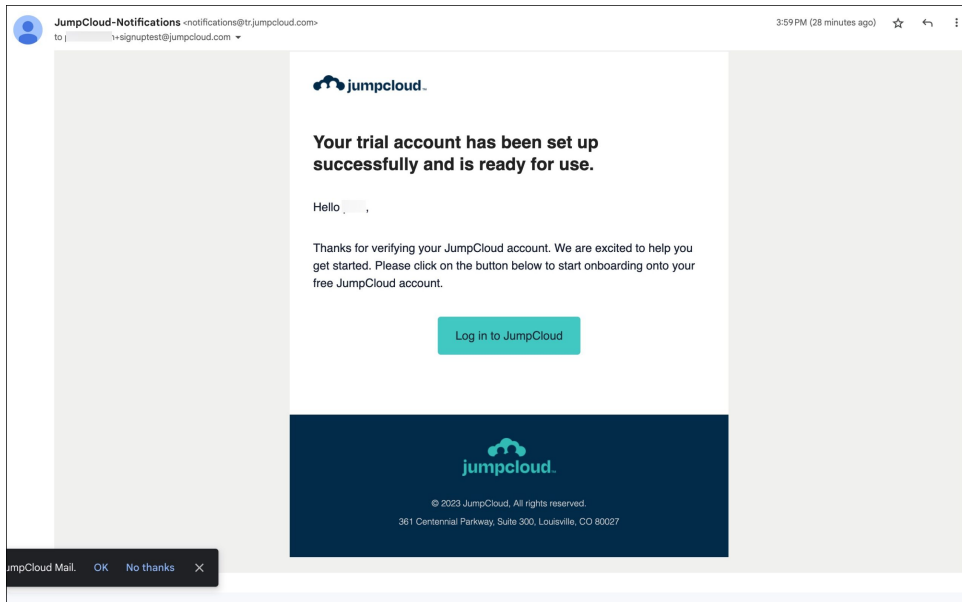 JumpCloud-Notifications <notifications@tr.jumpcloud.com>
3:59 PM (28 minutes ago)
to +signuptest@jumpcloud.com
jumpcloud
Your trial account has been set up
successfully and is ready for use.
Hello ,
Thanks for verifying your JumpCloud account. We are excited to help you
get started. Please click on the button below to start onboarding onto your
free JumpCloud account.
Log in to JumpCloud
jumpcloud
© 2023 JumpCloud, All rights reserved.
361 Centennial Parkway, Suite 300, Louisville, CO 80027
umpCloud Mail. OK No thanks